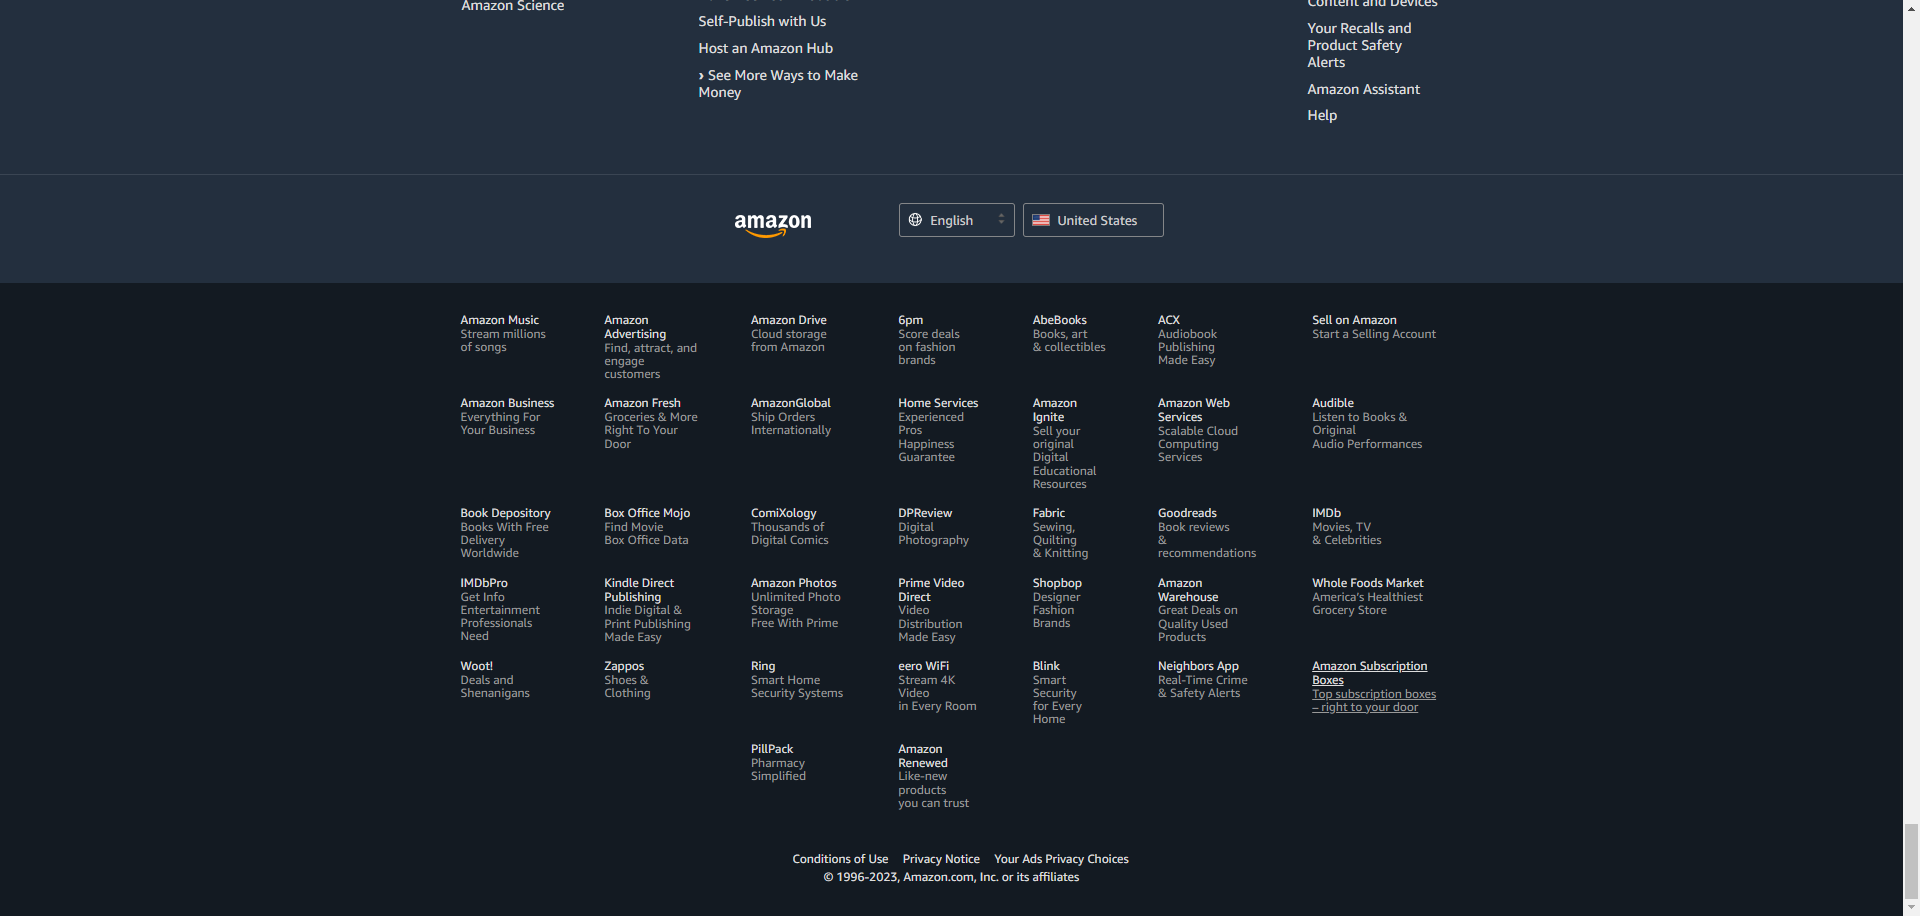 Amazon Science
Self-Publish with Us
Host an Amazon Hub
› See More Ways to Make
Money
Content and Devices
Your Recalls and
Product Safety
Alerts
Amazon Assistant
Help
amazon
English
United States
Amazon Music
Stream millions
of songs
Amazon
Advertising
Find, attract, and
engage
customers
Amazon Drive
Cloud storage
from Amazon
6pm
Score deals
on fashion
brands
AbeBooks
Books, art
& collectibles
ACX
Audiobook
Publishing
Made Easy
Sell on Amazon
Start a Selling Account
Amazon Business
Everything For
Your Business
Amazon Fresh
Groceries & More
Right To Your
Door
AmazonGlobal
Ship Orders
Internationally
Home Services
Experienced
Pros
Happiness
Guarantee
Amazon
Ignite
Sell your
original
Digital
Educational
Resources
Amazon Web
Services
Scalable Cloud
Computing
Services
Audible
Listen to Books &
Original
Audio Performances
Book Depository
Books With Free
Delivery
Worldwide
Box Office Mojo
Find Movie
Box Office Data
ComiXology
Thousands of
Digital Comics
DPReview
Digital
Photography
Fabric
Sewing,
Quilting
& Knitting
Goodreads
Book reviews
&
recommendations
IMDb
Movies, TV
& Celebrities
IMDbPro
Get Info
Entertainment
Professionals
Need
Kindle Direct
Publishing
Indie Digital &
Print Publishing
Made Easy
Amazon Photos
Unlimited Photo
Storage
Free With Prime
Prime Video
Direct
Video
Distribution
Made Easy
Shopbop
Designer
Fashion
Brands
Amazon
Warehouse
Great Deals on
Quality Used
Products
Whole Foods Market
America's Healthiest
Grocery Store
Woot!
Deals and
Shenanigans
Zappos
Shoes &
Clothing
Ring
Smart Home
Security Systems
eero WiFi
Stream 4K
Video
in Every Room
Blink
Smart
Security
for Every
Home
Neighbors App
Real-Time Crime
& Safety Alerts
Amazon Subscription
Boxes
Top subscription boxes
– right to your door
PillPack
Pharmacy
Simplified
Amazon
Renewed
Like-new
products
you can trust
Conditions of Use Privacy Notice Your Ads Privacy Choices
© 1996-2023, Amazon.com, Inc. or its affiliates